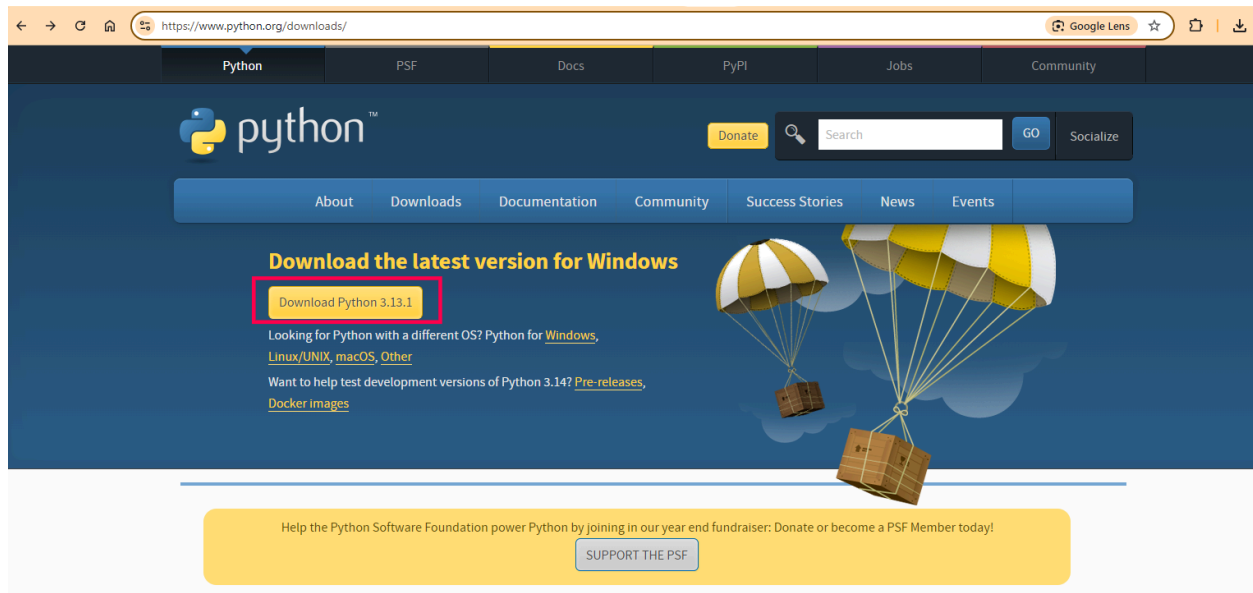 https://www.python.org/downloads/
Google Lens
Python PSF Docs PyPI Jobs Community
python™
Donate Search GO Socialize
About Downloads Documentation Community Success Stories News Events
Download the latest version for Windows
Download Python 3.13.1
Looking for Python with a different OS? Python for Windows,
Linux/UNIX, macOS, Other
Want to help test development versions of Python 3.14? Pre-releases,
Docker images
Help the Python Software Foundation power Python by joining in our year end fundraiser: Donate or become a PSF Member today!
SUPPORT THE PSF